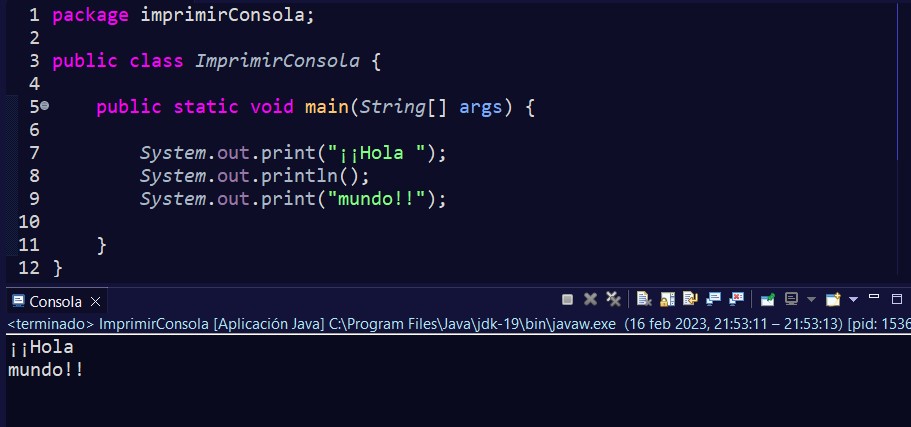 1 package imprimirConsola;
2
3 public class ImprimirConsola {
4
5 public static void main(String[] args) {
6
7 System.out.print("¡¡Hola ");
8 System.out.println();
9 System.out.print("mundo!!");
10
11 }
12 }
Consola
<terminado> ImprimirConsola [Aplicación Java] C:\Program Files\Java\jdk-19\bin\javaw.exe (16 feb 2023, 21:53:11 – 21:53:13) [pid: 1536
¡¡Hola
mundo!!